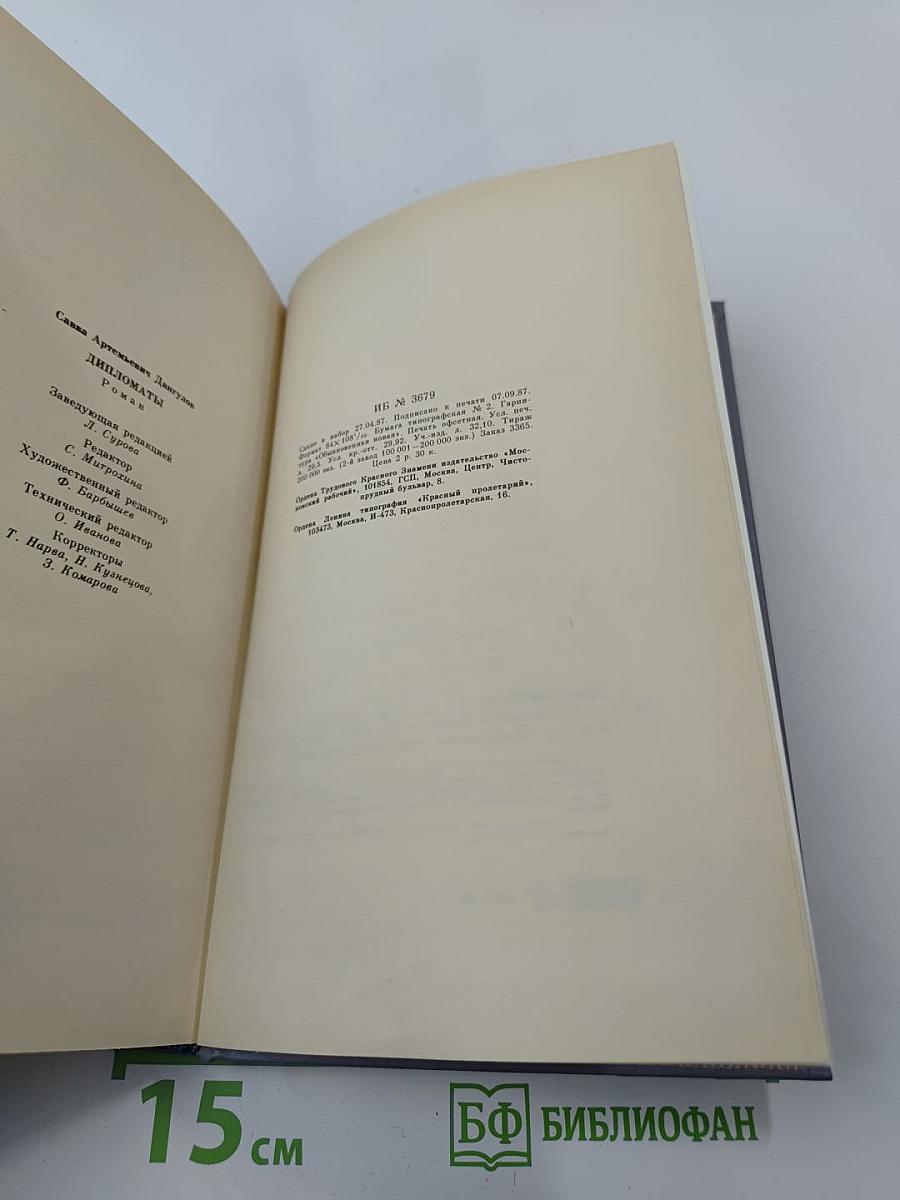 Савва Артемьевич Дангулов
ДИПЛОМАТЫ
Роман
Заведующая редакцией
Л. Сурова
Редактор
С. Митрохина
Художественный редактор
Ф. Барбышев
Технический редактор
О. Иванова
Корректоры
Т. Нарва, Н. Кузнецова,
З. Комарова
ИБ № 3679
Сдано в набор 27.04.87. Подписано к печати 07.09.87.
Формат 84×108¹/₃₂. Бумага типографская № 2. Гарни-
тура «Обыкновенная новая». Печать офсетная. Усл. печ.
л. 29,5. Усл. кр.-отт. 29,92. Уч.-изд. л. 32,10. Тираж
200 000 экз. (2-й завод 100 001—200 000 экз.) Заказ 3365.
Цена 2 р. 30 к.
Ордена Трудового Красного Знамени издательство «Мос-
ковский рабочий», 101854, ГСП, Москва, Центр, Чисто-
прудный бульвар, 8.
Ордена Ленина типография «Красный пролетарий»,
103473, Москва, И-473, Краснопролетарская, 16.
15 см
БФ БИБЛИОФАН